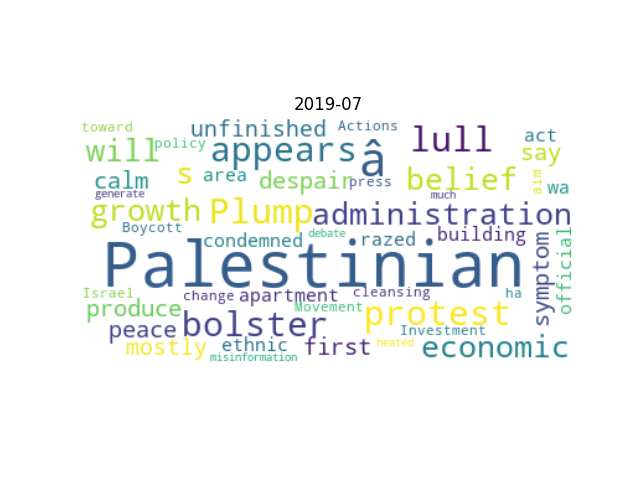 2019-07
toward
unfinished
Actions
lull
act
will
policy
appears
â
say
calm
s
area
despair
press
belief
aim
wa
generate
much
growth
Plump
administration
Boycott
condemned
debate
razed
building
Palestinian
symptom
official
Israel
change
apartment
cleansing
ha
produce
Movement
protest
peace
bolster
Investment
mostly
ethnic
first
heated
economic
misinformation